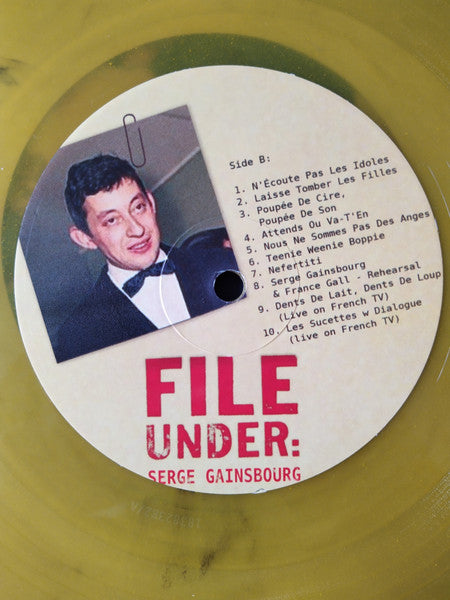 Side B:
1. N'Écoute Pas Les Idoles
2. Laisse Tomber Les Filles
3. Poupée De Cire,
Poupée De Son
4. Attends Ou Va-T'En
5. Nous Ne Sommes Pas Des Anges
6. Teenie Weenie Boppie
7. Nefertiti
8. Serge Gainsbourg
& France Gall - Rehearsal
9. Dents De Lait, Dents De Loup
(Live on French TV)
10. Les Sucettes w Dialogue
(live on French TV)
FILE
UNDER:
SERGE GAINSBOURG